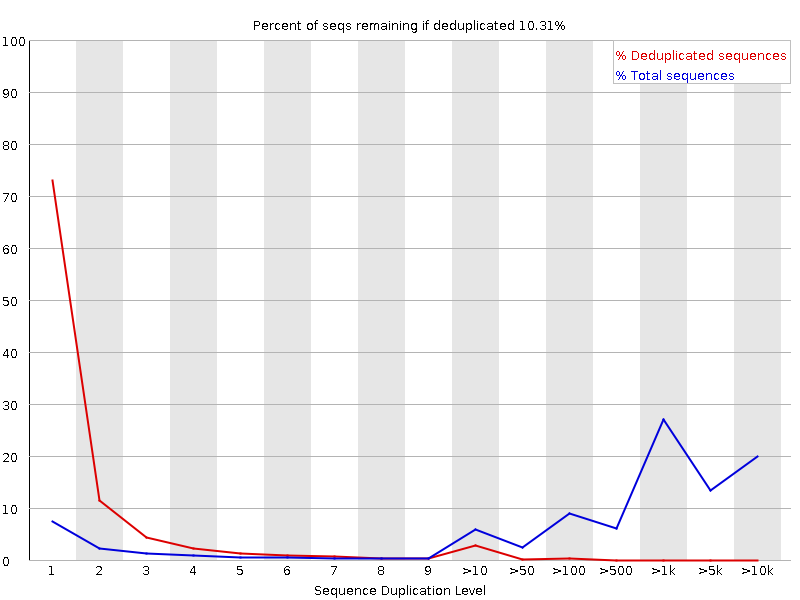 Percent of seqs remaining if deduplicated 10.31%
% Deduplicated sequences
% Total sequences
100
90
80
70
60
50
40
30
20
10
0
1 2 3 4 5 6 7 8 9 >10 >50 >100 >500 >1k >5k >10k
Sequence Duplication Level